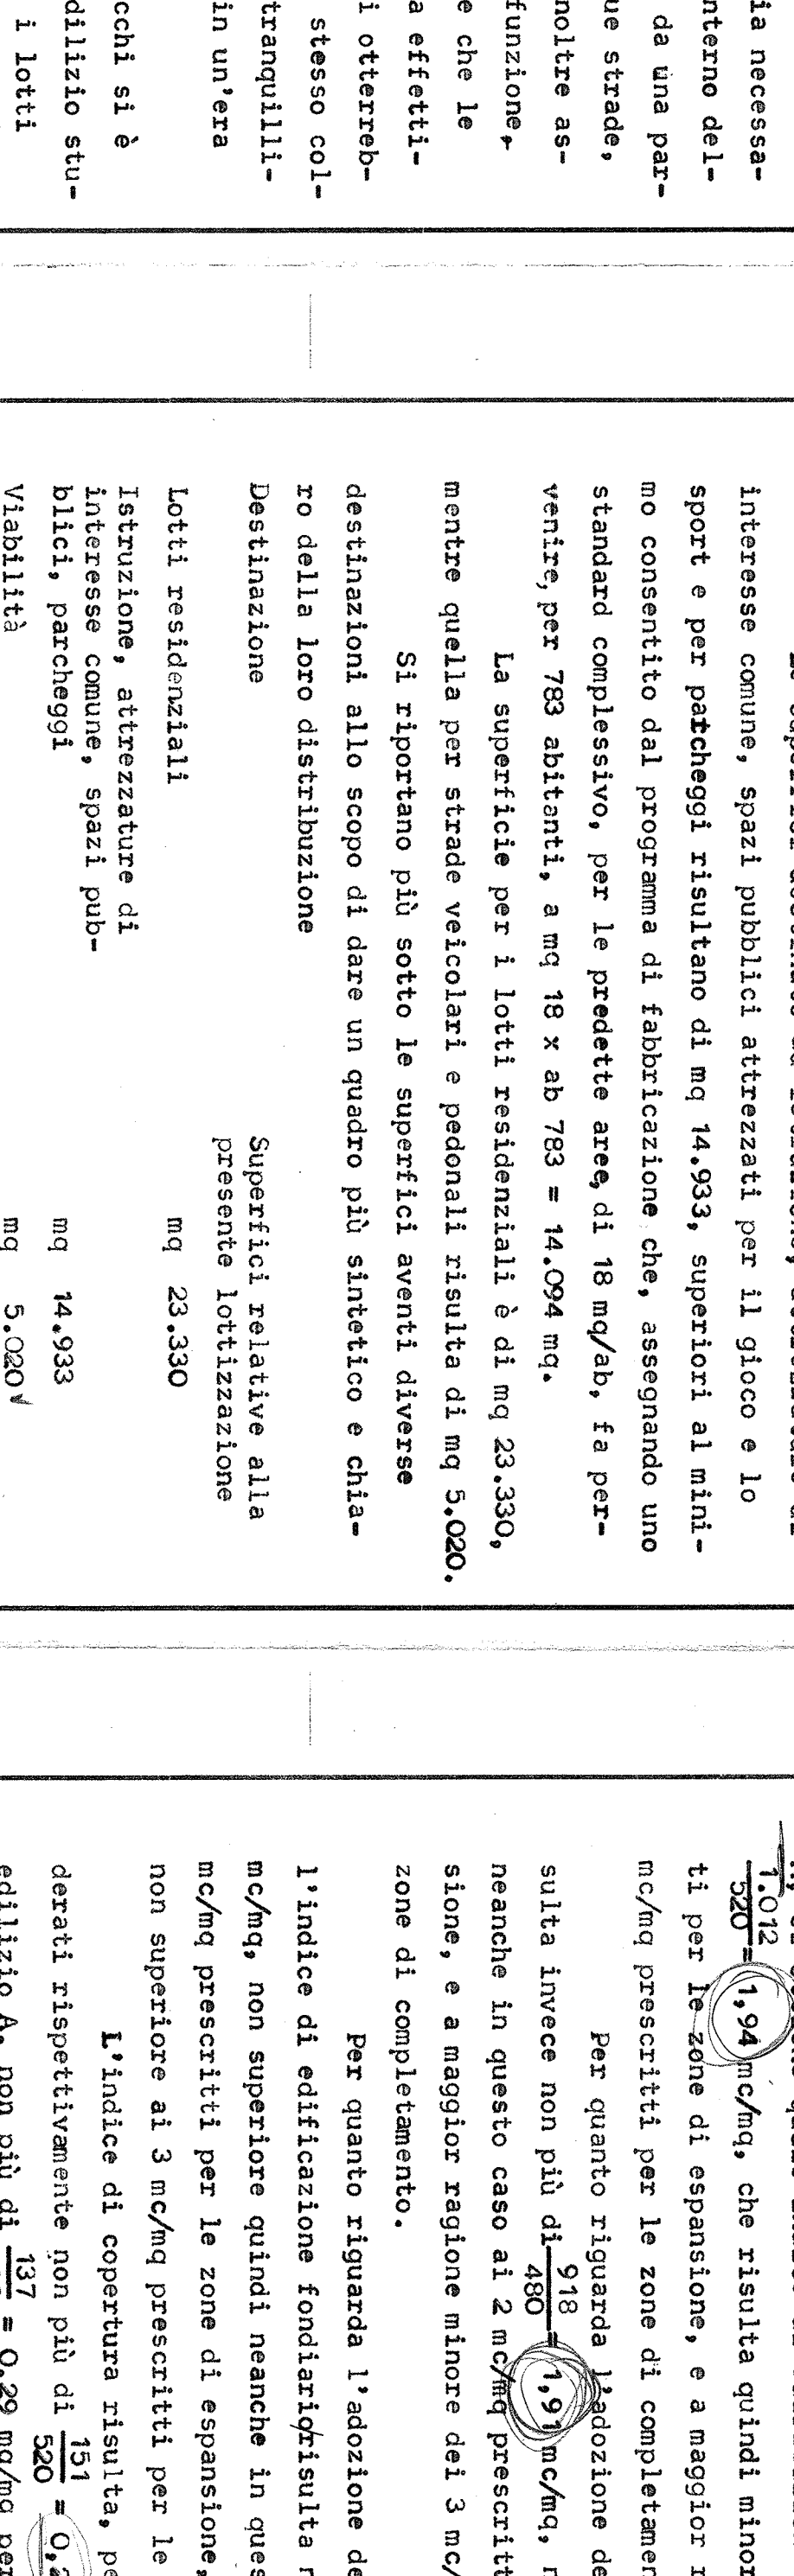 ia necessa-
nterno del-
da una par-
ue strade,
noltre as-
funzione,
e che le
a effetti-
i otterreb-
stesso col-
tranquilli-
in un'era
cchi si è
dilizio stu-
i lotti
interesse comune, spazi pubblici attrezzati per il gioco e lo
sport e per parcheggi risultano di mq 14.933, superiori al mini-
mo consentito dal programma di fabbricazione che, assegnando uno
standard complessivo, per le predette aree, di 18 mq/ab, fa per-
venire, per 783 abitanti, a mq 18 x ab 783 = 14.094 mq.
La superficie per i lotti residenziali è di mq 23.330,
mentre quella per strade veicolari e pedonali risulta di mq 5.020.
Si riportano più sotto le superfici aventi diverse
destinazioni allo scopo di dare un quadro più sintetico e chia-
ro della loro distribuzione
Destinazione Superfici relative alla
presente lottizzazione
Lotti residenziali mq 23.330
Istruzione, attrezzature di
interesse comune, spazi pub-
blici, parcheggi mq 14.933
Viabilità mq 5.020
1.012
520 = 1,94 mc/mq, che risulta quindi minor
ti per le zone di espansione, e a maggior r
mc/mq prescritti per le zone di completamen
Per quanto riguarda l'adozione de
sulta invece non più di 918
480 = 1,91 mc/mq, n
neanche in questo caso ai 2 mc/mq prescritt
sione, e a maggior ragione minore dei 3 mc/
zone di completamento.
Per quanto riguarda l'adozione de
l'indice di edificazione fondiario risulta n
mc/mq, non superiore quindi neanche in ques
mc/mq prescritti per le zone di espansione,
non superiore ai 3 mc/mq prescritti per le
L'indice di copertura risulta, pe
derati rispettivamente non più di 151
520 = 0,2
edilizio A, non più di 137
= 0,29 mq/mq per